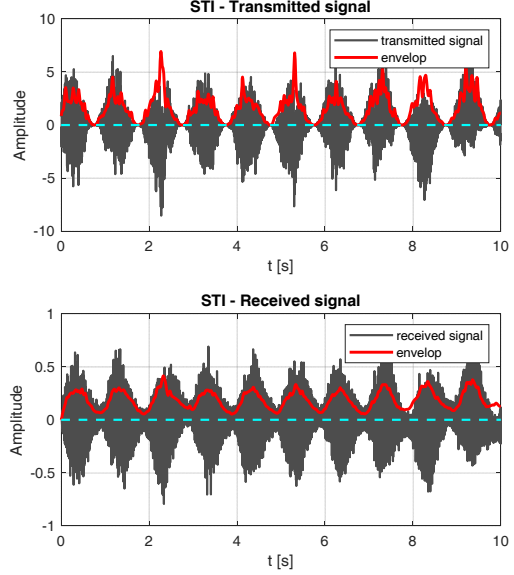 STI - Transmitted signal
10
5
0
-5
-10
Amplitude
transmitted signal
envelop
0 2 4 6 8 10
t [s]
STI - Received signal
1
0.5
0
-0.5
-1
Amplitude
received signal
envelop
0 2 4 6 8 10
t [s]